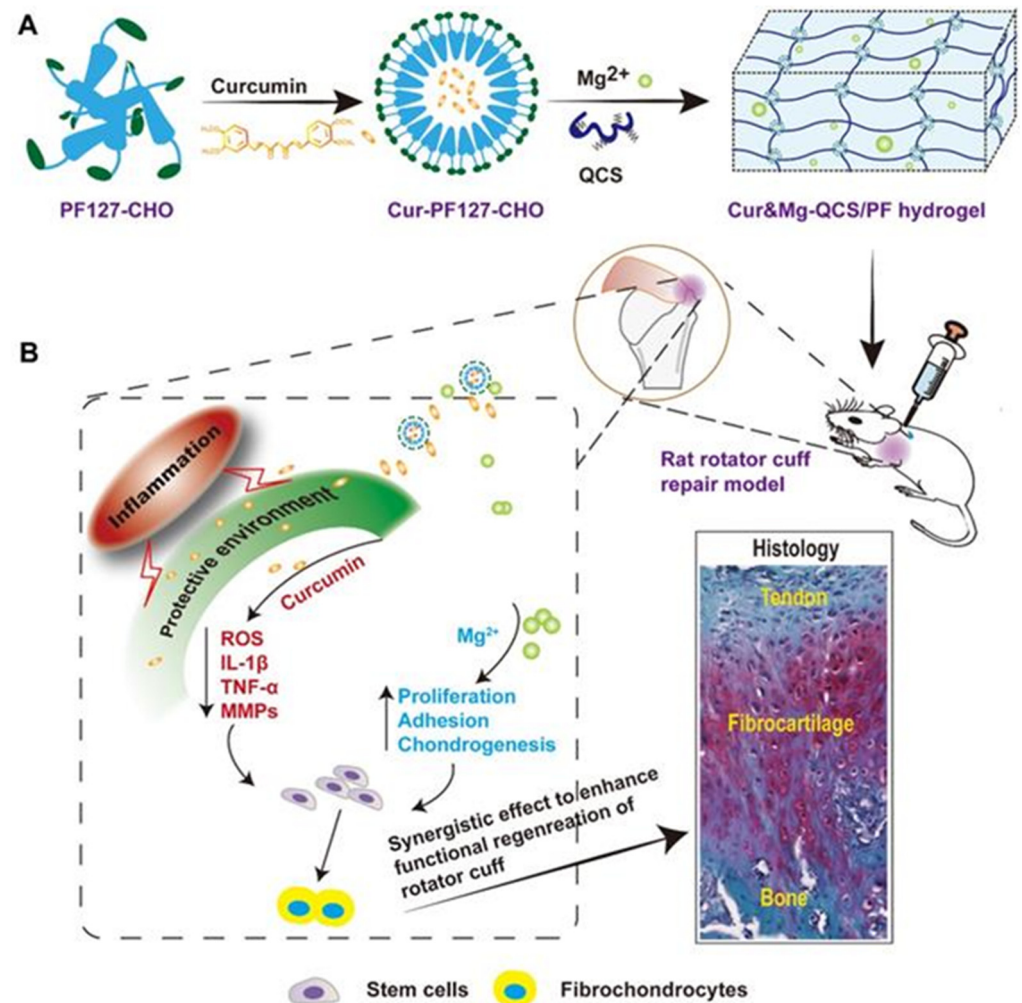 A
Curcumin
Mg2+
QCS
PF127-CHO
Cur-PF127-CHO
Cur&Mg-QCS/PF hydrogel
B
Inflammation
Protective environment
Curcumin
ROS
IL-1β
TNF-α
MMPs
Mg2+
Proliferation
Adhesion
Chondrogenesis
Synergistic effect to enhance
functional regenreation of
rotator cuff
Rat rotator cuff
repair model
Histology
Tendon
Fibrocartilage
Bone
Stem cells
Fibrochondrocytes